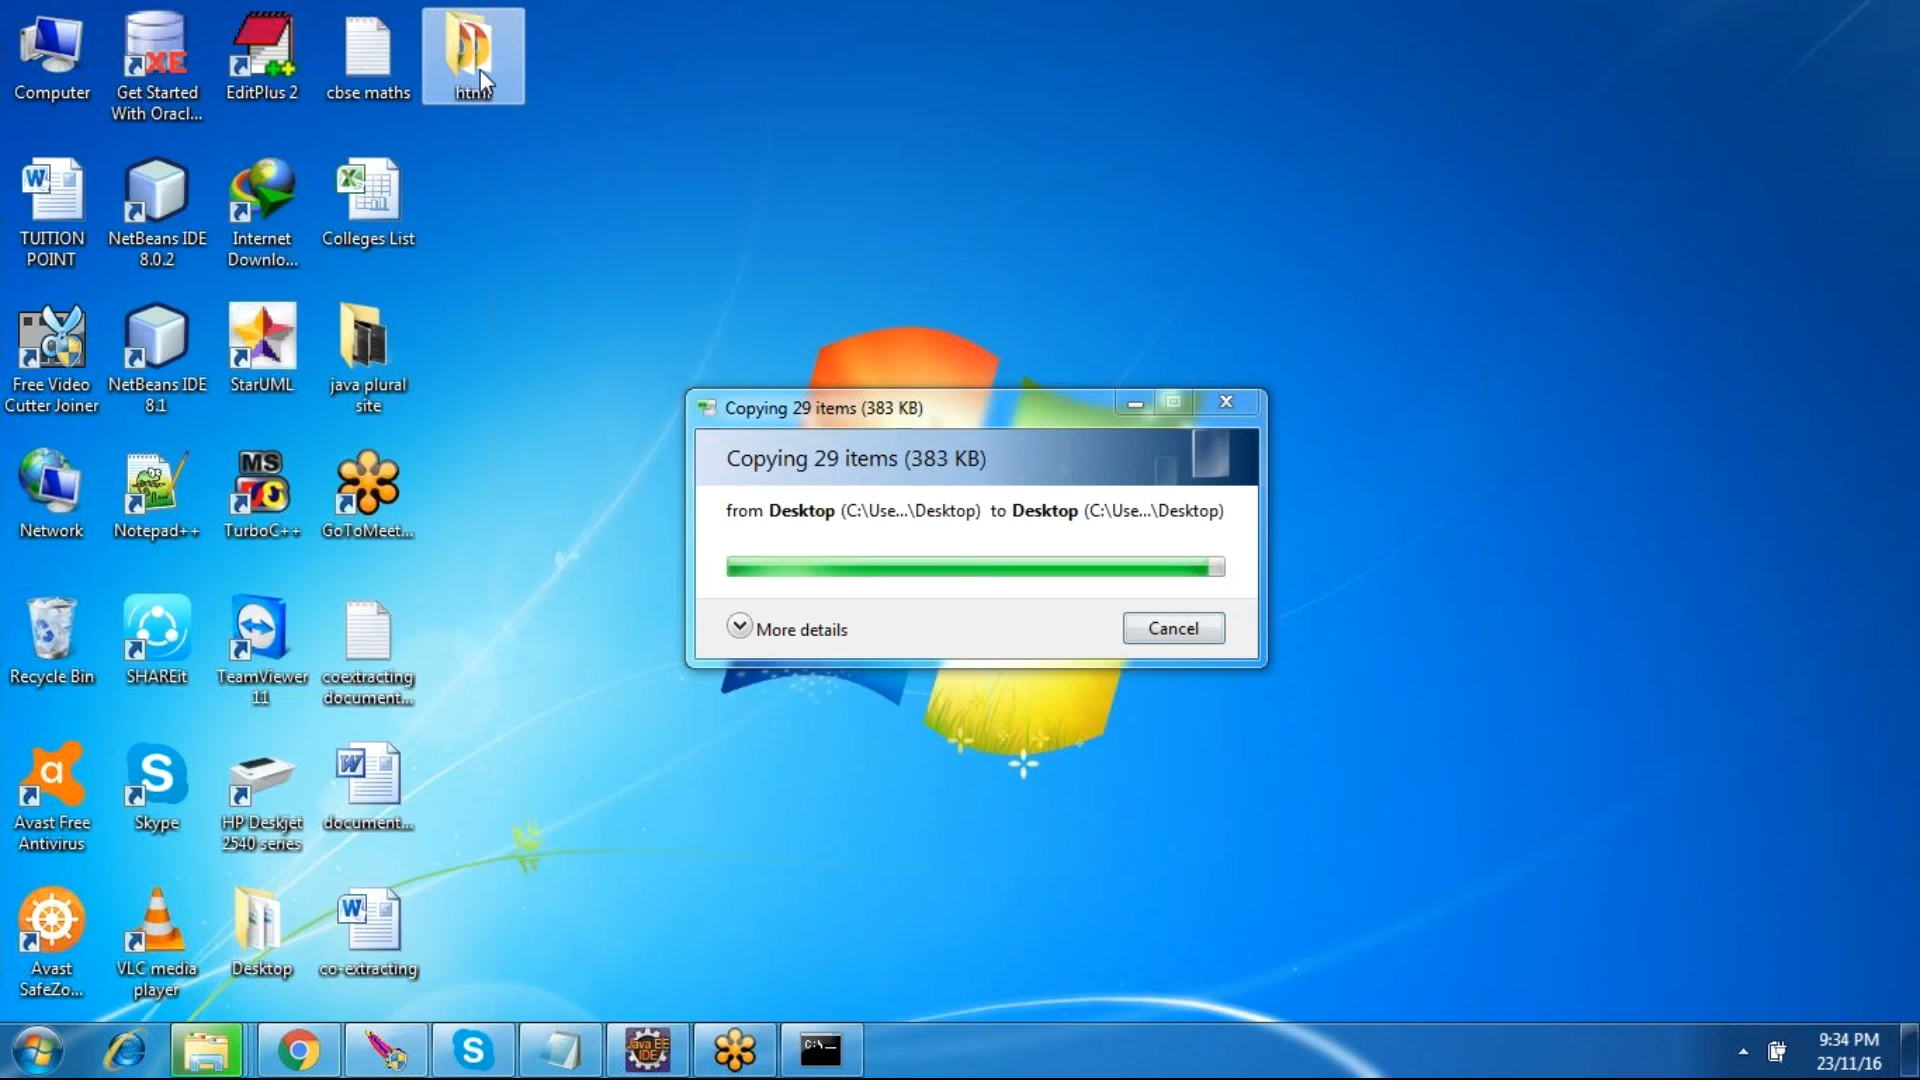 Computer
Get Started
With Oracl...
EditPlus 2
cbse maths
TUITION
POINT
NetBeans IDE
8.0.2
Internet
Downlo...
Colleges List
Free Video
Cutter Joiner
NetBeans IDE
8.1
StarUML
java plural
site
Network
Notepad++
TurboC++
GoToMeet...
Recycle Bin
SHAREit
TeamViewer
11
coextracting
document...
Avast Free
Antivirus
Skype
HP Deskjet
2540 series
document...
Avast
SafeZo...
VLC media
player
Desktop
co-extracting
XE
MS
Copying 29 items (383 KB)
Copying 29 items (383 KB)
from Desktop (C:\Use...\Desktop) to Desktop (C:\Use...\Desktop)
More details
Cancel
Java EE
IDE
C:\
9:34 PM
23/11/16